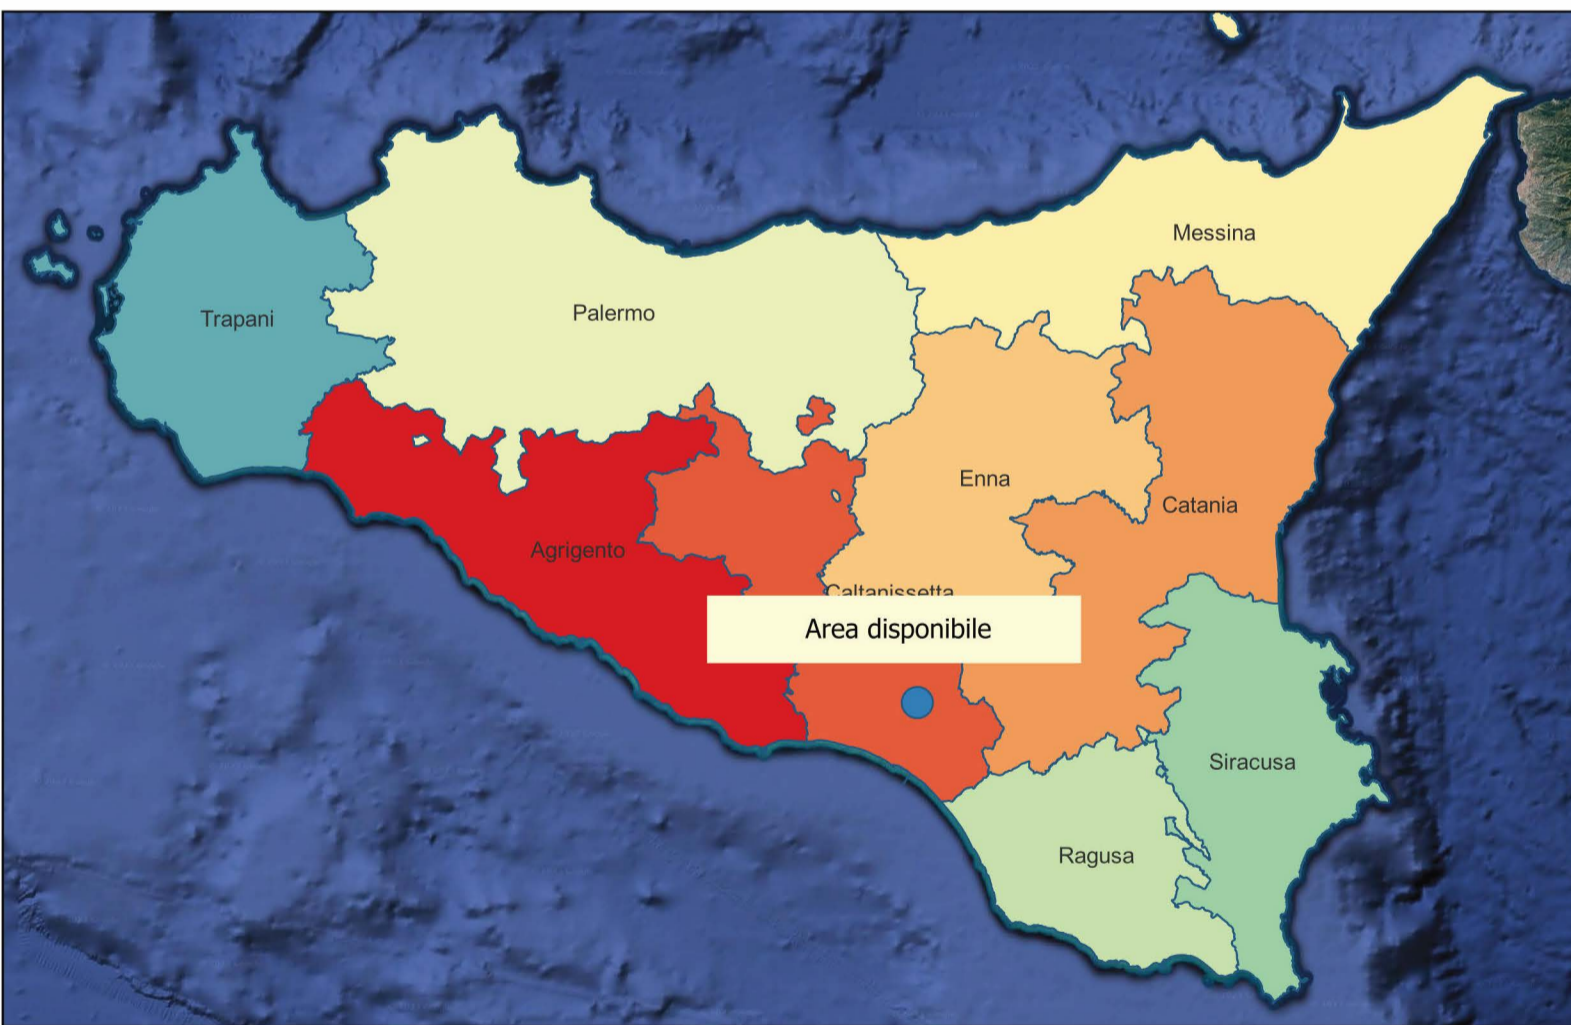 Messina
Palermo
Trapani
Enna
Catania
Agrigento
Caltanissetta
Area disponibile
Siracusa
Ragusa